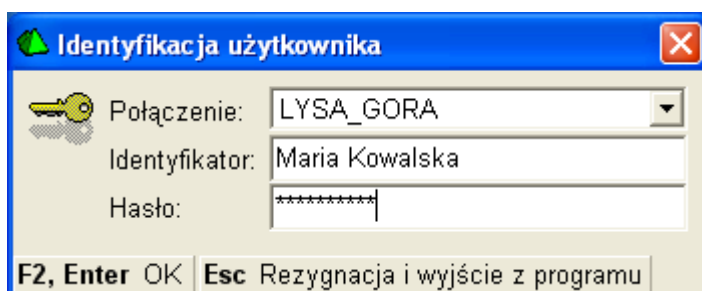 Identyfikacja użytkownika
Połączenie: LYSA_GORA
Identyfikator: Maria Kowalska
Hasło: **********
F2, Enter OK Esc Rezygnacja i wyjście z programu